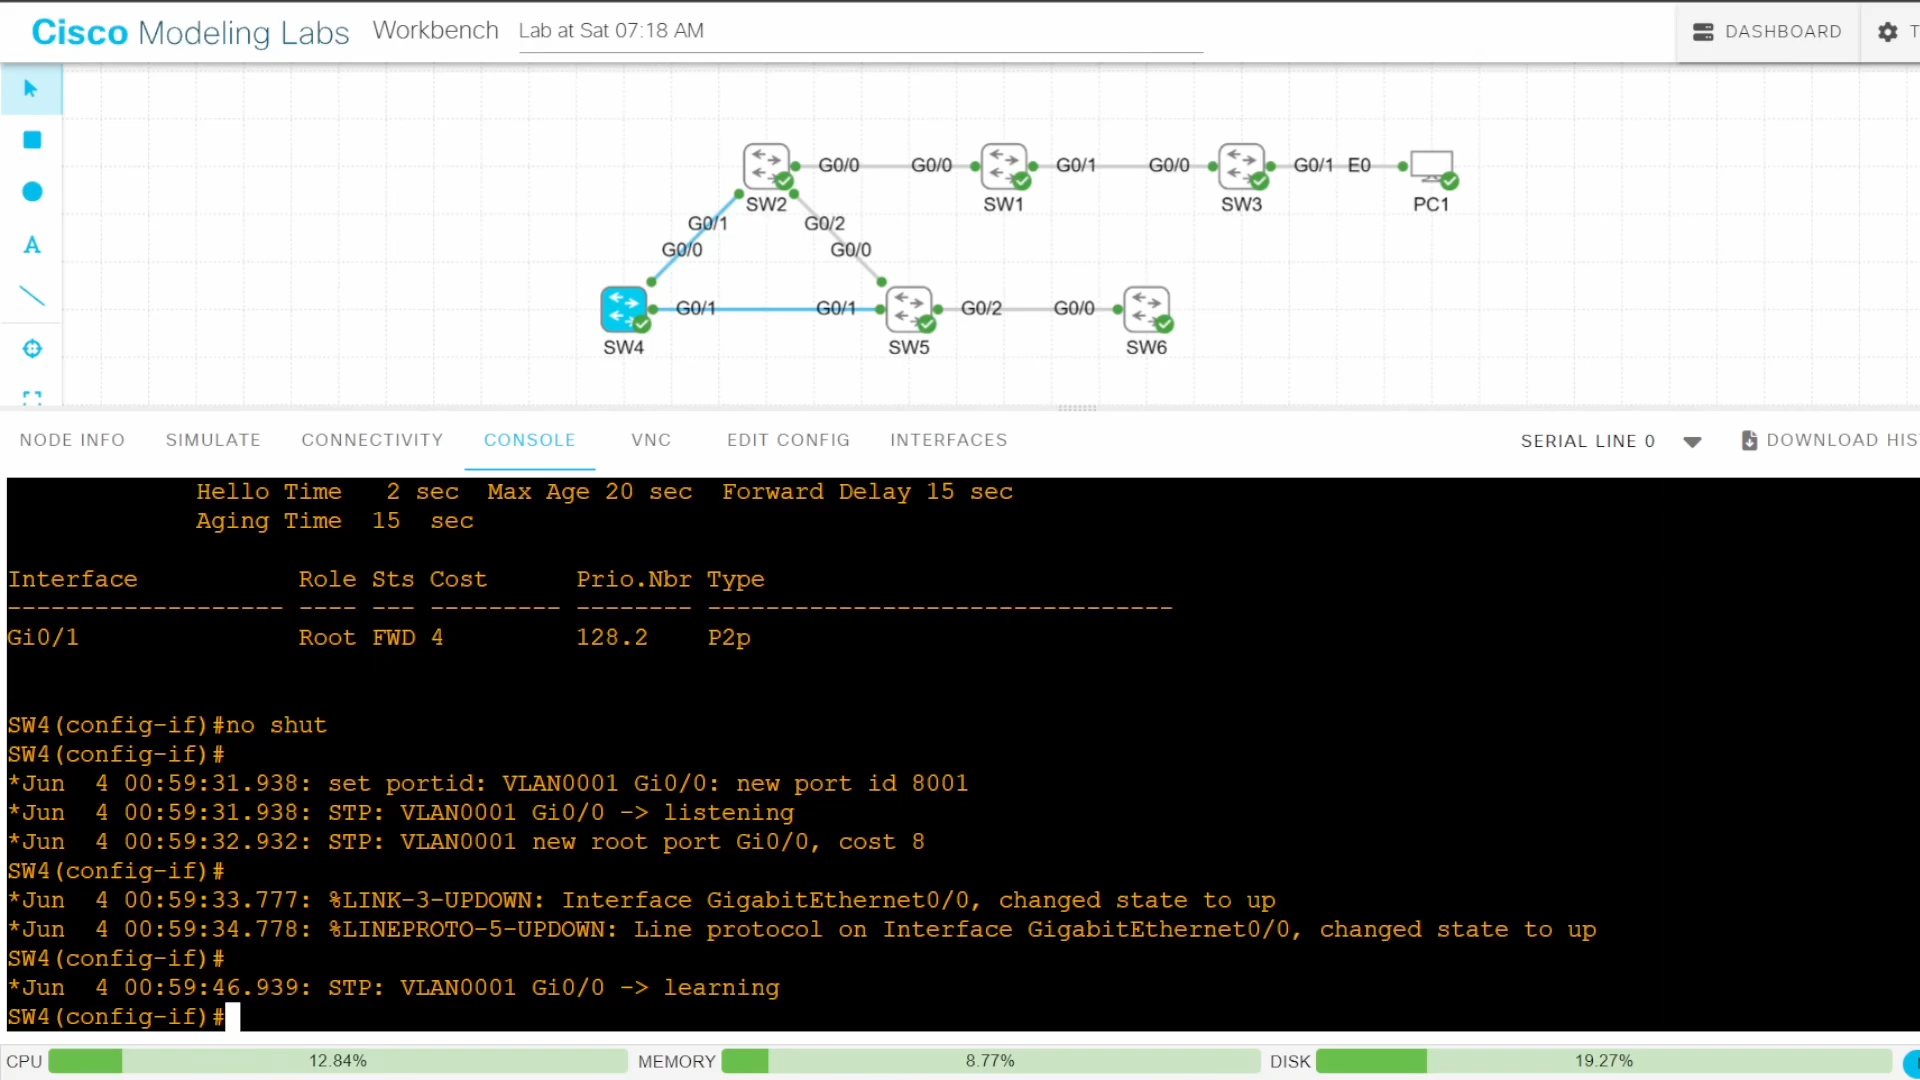 Cisco Modeling Labs Workbench Lab at Sat 07:18 AM DASHBOARD T
G0/0 G0/0 G0/1 G0/0 G0/1 E0
SW2 SW1 SW3 PC1
G0/1 G0/2
G0/0 G0/0
G0/1 G0/1 G0/2 G0/0
SW4 SW5 SW6
A
NODE INFO SIMULATE CONNECTIVITY CONSOLE VNC EDIT CONFIG INTERFACES SERIAL LINE 0 DOWNLOAD HIS
Hello Time   2 sec  Max Age 20 sec  Forward Delay 15 sec
Aging Time  15  sec
Interface           Role Sts Cost      Prio.Nbr Type
------------------- ---- --- --------- -------- --------------------------------
Gi0/1               Root FWD 4         128.2    P2p
SW4(config-if)#no shut
SW4(config-if)#
*Jun  4 00:59:31.938: set portid: VLAN0001 Gi0/0: new port id 8001
*Jun  4 00:59:31.938: STP: VLAN0001 Gi0/0 -> listening
*Jun  4 00:59:32.932: STP: VLAN0001 new root port Gi0/0, cost 8
SW4(config-if)#
*Jun  4 00:59:33.777: %LINK-3-UPDOWN: Interface GigabitEthernet0/0, changed state to up
*Jun  4 00:59:34.778: %LINEPROTO-5-UPDOWN: Line protocol on Interface GigabitEthernet0/0, changed state to up
SW4(config-if)#
*Jun  4 00:59:46.939: STP: VLAN0001 Gi0/0 -> learning
SW4(config-if)#
CPU 12.84% MEMORY 8.77% DISK 19.27%